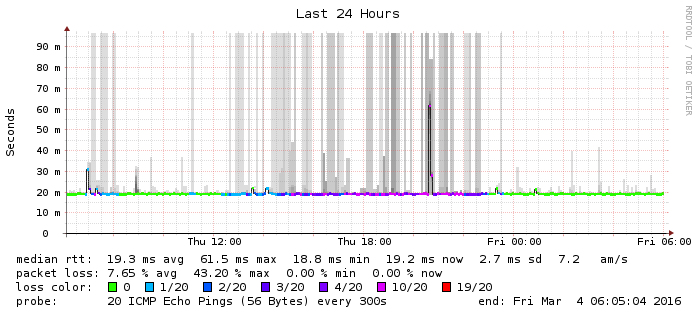 Last 24 Hours
RRDTOOL / TOBI OETIKER
Seconds
90 m
80 m
70 m
60 m
50 m
40 m
30 m
20 m
10 m
0
Thu 12:00 Thu 18:00 Fri 00:00 Fri 06:00
median rtt: 19.3 ms avg 61.5 ms max 18.8 ms min 19.2 ms now 2.7 ms sd 7.2 am/s
packet loss: 7.65 % avg 43.20 % max 0.00 % min 0.00 % now
loss color: 0 1/20 2/20 3/20 4/20 10/20 19/20
probe: 20 ICMP Echo Pings (56 Bytes) every 300s end: Fri Mar 4 06:05:04 2016